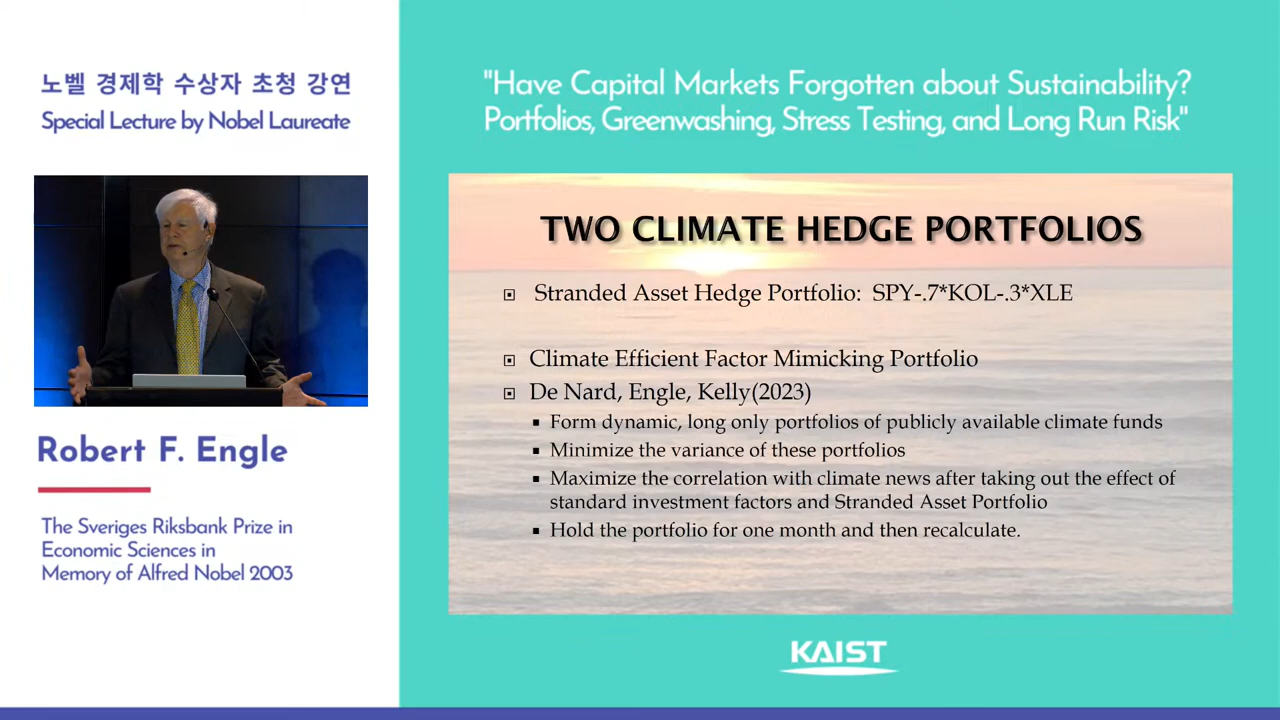 노벨 경제학 수상자 초청 강연
Special Lecture by Nobel Laureate
Robert F. Engle
The Sveriges Riksbank Prize in
Economic Sciences in
Memory of Alfred Nobel 2003
"Have Capital Markets Forgotten about Sustainability?
Portfolios, Greenwashing, Stress Testing, and Long Run Risk"
TWO CLIMATE HEDGE PORTFOLIOS
Stranded Asset Hedge Portfolio: SPY-.7*KOL-.3*XLE
Climate Efficient Factor Mimicking Portfolio
De Nard, Engle, Kelly(2023)
Form dynamic, long only portfolios of publicly available climate funds
Minimize the variance of these portfolios
Maximize the correlation with climate news after taking out the effect of
standard investment factors and Stranded Asset Portfolio
Hold the portfolio for one month and then recalculate.
KAIST